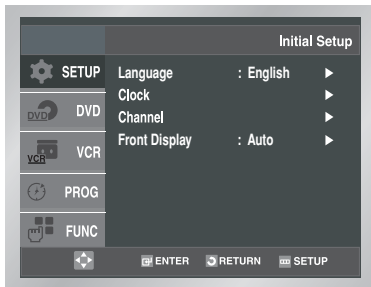 Initial Setup
SETUP
Language : English
Clock
Channel
Front Display : Auto
DVD DVD
VCR VCR
PROG
FUNC
ENTER RETURN SETUP